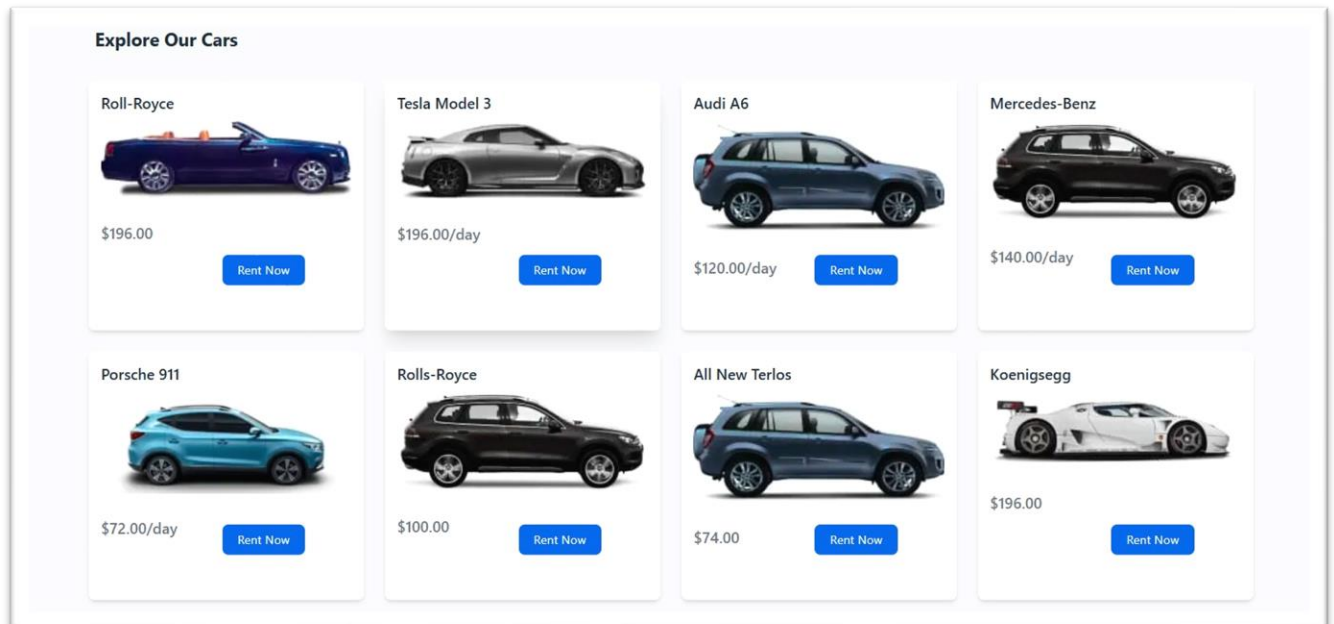 Explore Our Cars
Roll-Royce
$196.00
Rent Now
Tesla Model 3
$196.00/day
Rent Now
Audi A6
$120.00/day
Rent Now
Mercedes-Benz
$140.00/day
Rent Now
Porsche 911
$72.00/day
Rent Now
Rolls-Royce
$100.00
Rent Now
All New Terlos
$74.00
Rent Now
Koenigsegg
$196.00
Rent Now